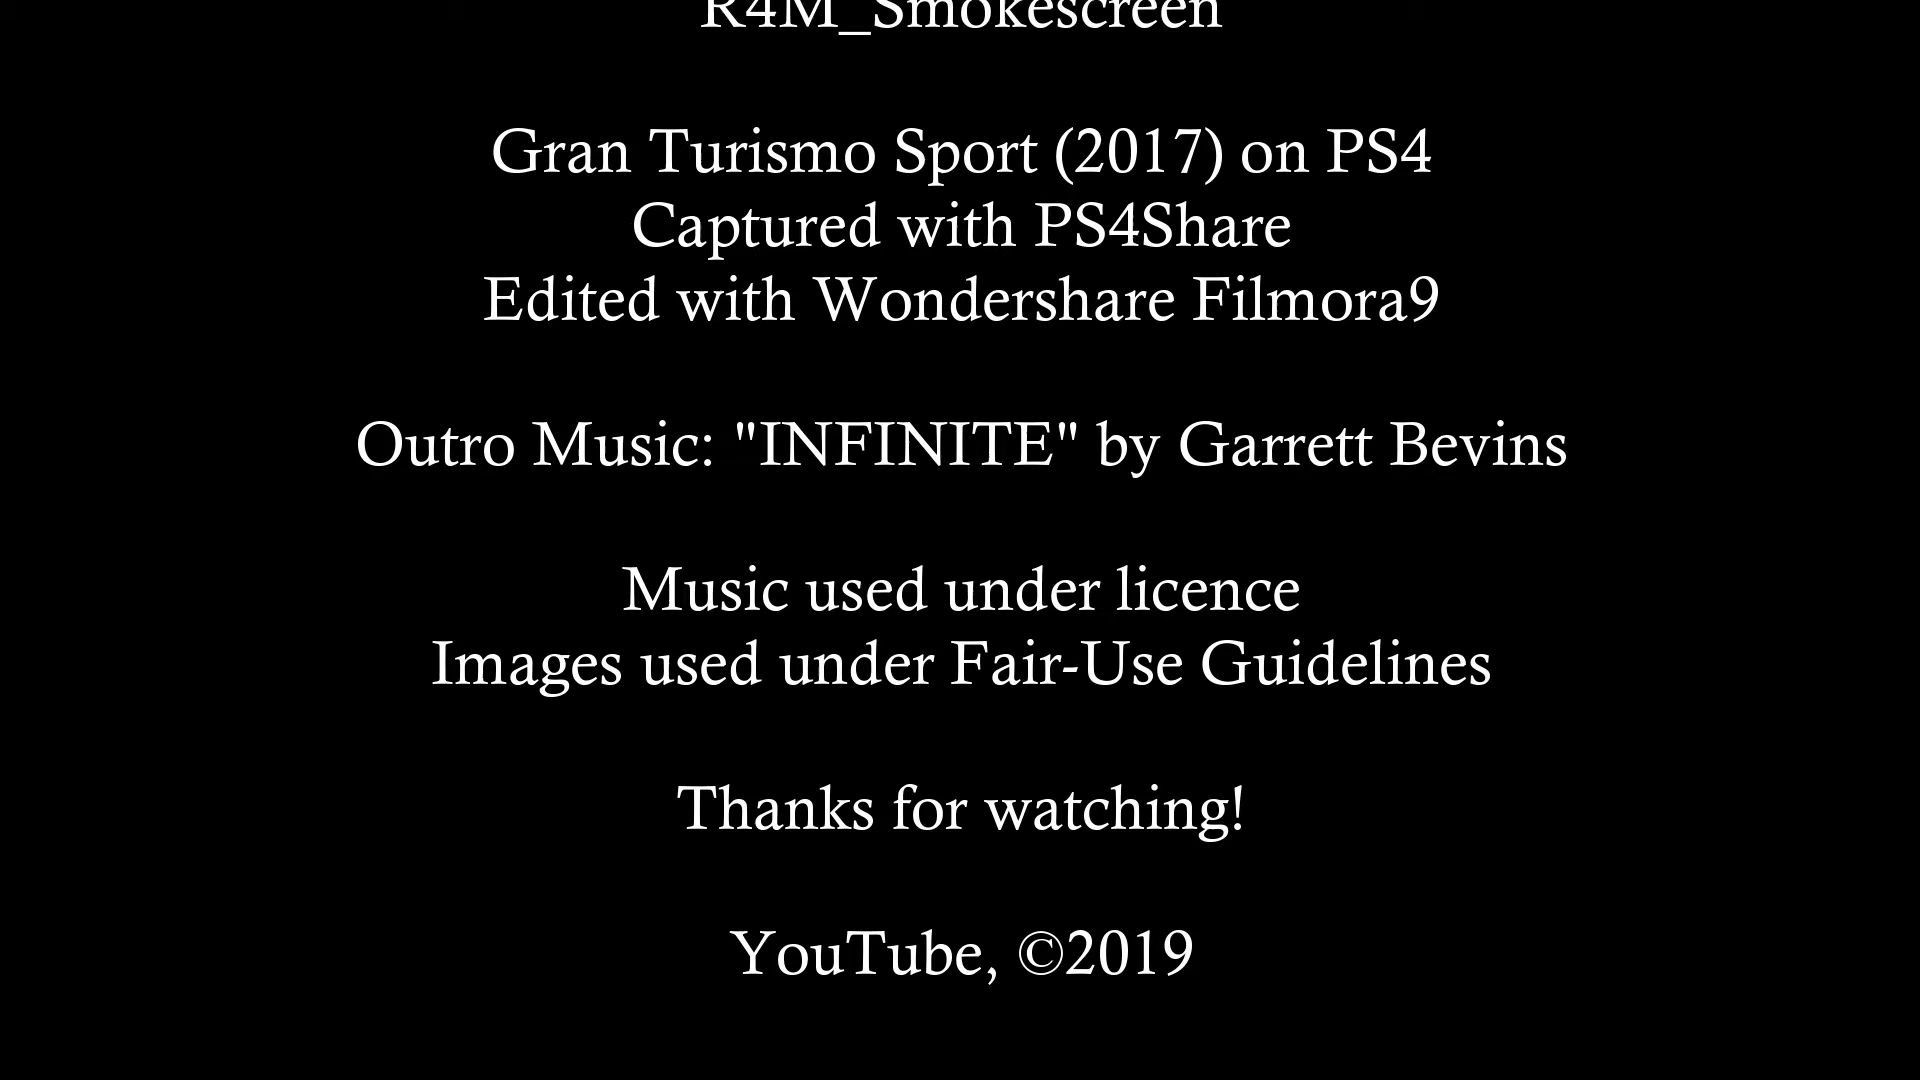 R4M_Smokescreen
Gran Turismo Sport (2017) on PS4
Captured with PS4Share
Edited with Wondershare Filmora9
Outro Music: "INFINITE" by Garrett Bevins
Music used under licence
Images used under Fair-Use Guidelines
Thanks for watching!
YouTube, ©2019